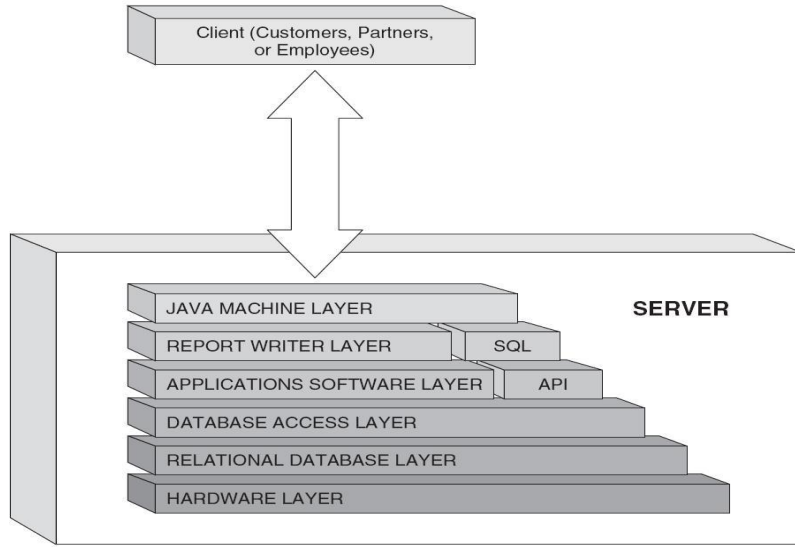 Client (Customers, Partners,
or Employees)
JAVA MACHINE LAYER
SERVER
REPORT WRITER LAYER
SQL
APPLICATIONS SOFTWARE LAYER
API
DATABASE ACCESS LAYER
RELATIONAL DATABASE LAYER
HARDWARE LAYER